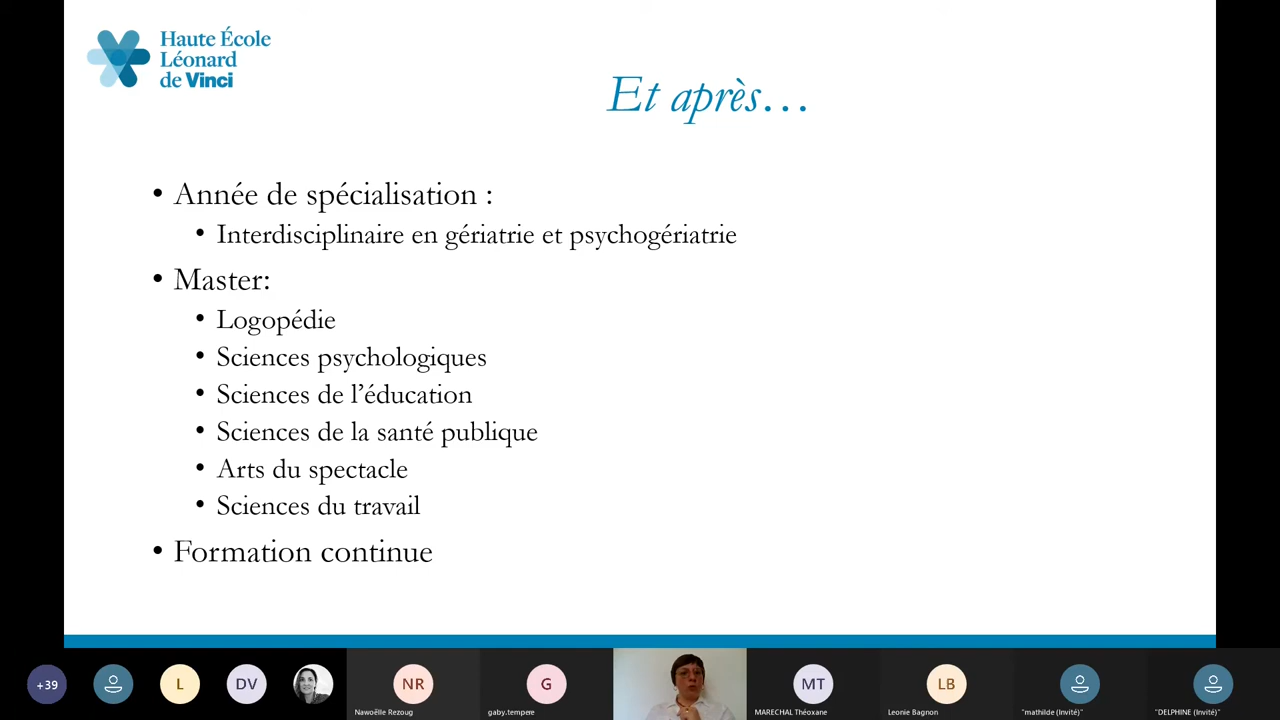 Haute École
Léonard
de Vinci
Et après…
• Année de spécialisation :
• Interdisciplinaire en gériatrie et psychogériatrie
• Master:
• Logopédie
• Sciences psychologiques
• Sciences de l’éducation
• Sciences de la santé publique
• Arts du spectacle
• Sciences du travail
• Formation continue
+39
L
DV
NR
G
MT
LB
Nawoëlle Rezoug
gaby.tempere
MARECHAL Théoxane
Leonie Bagnon
"mathilde (Invité)"
"DELPHINE (Invité)"